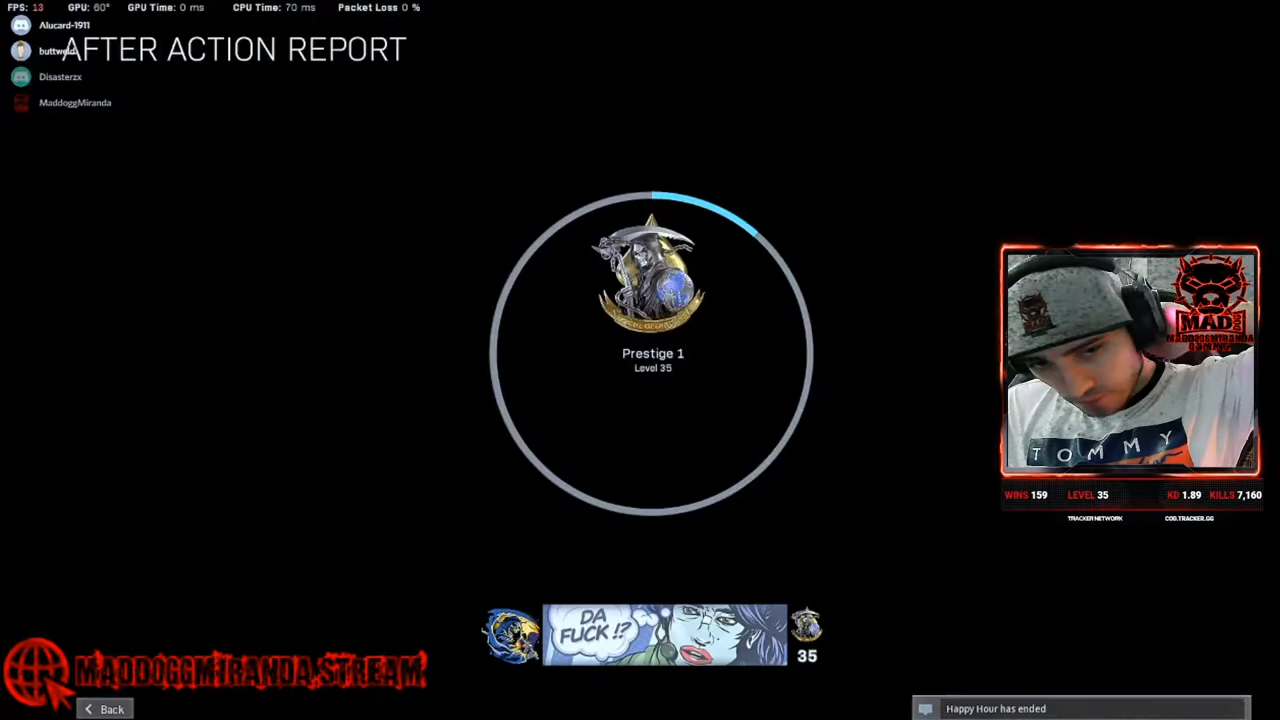 FPS: 13 GPU: 60° GPU Time: 0 ms CPU Time: 70 ms Packet Loss 0 %
Alucard-1911
AFTER ACTION REPORT
Disasterzx
MaddoggMiranda
Prestige 1
Level 35
MAD
MADDOGGMIRANDA
TOMMY
WINS 159 LEVEL 35 KD 1.89 KILLS 7,160
TRACKER NETWORK COD.TRACKER.GG
DA
FUCK !?
35
MADDOGGMIRANDA.STREAM
Back
Happy Hour has ended